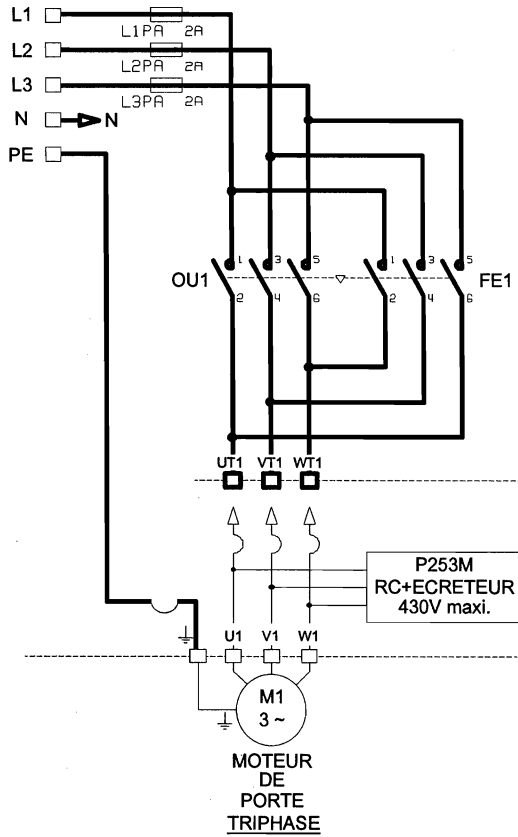 L1
L1PA 2A
L2
L2PA 2A
L3
L3PA 2A
N N
PE
1 3 5 1 3 5
OU1 FE1
2 4 6 2 4 6
UT1 VT1 WT1
P253M
RC+ECRETEUR
430V maxi.
U1 V1 W1
M1
3 ~
MOTEUR
DE
PORTE
TRIPHASE